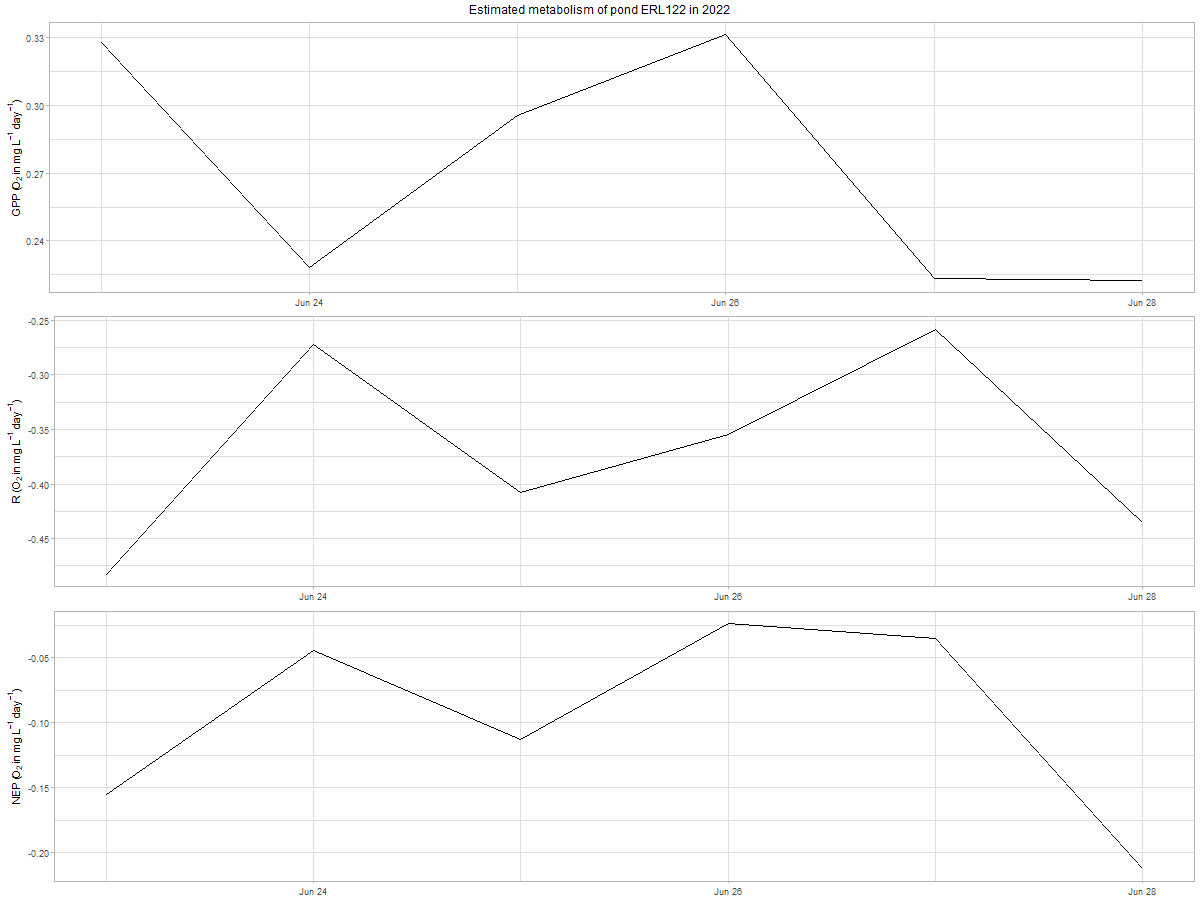 Estimated metabolism of pond ERL122 in 2022
GPP (O₂ in mg L⁻¹ day⁻¹)
0.33
0.30
0.27
0.24
Jun 24 Jun 26 Jun 28
R (O₂ in mg L⁻¹ day⁻¹)
-0.25
-0.30
-0.35
-0.40
-0.45
Jun 24 Jun 26 Jun 28
NEP (O₂ in mg L⁻¹ day⁻¹)
-0.05
-0.10
-0.15
-0.20
Jun 24 Jun 26 Jun 28